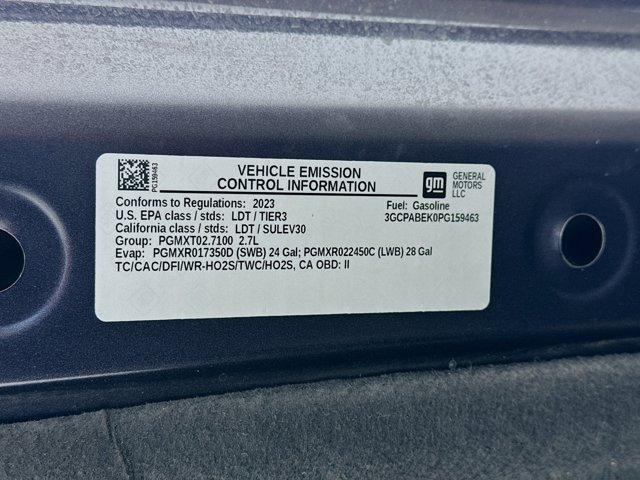 PG159463
VEHICLE EMISSION
CONTROL INFORMATION
gm
GENERAL
MOTORS
LLC
Conforms to Regulations: 2023
Fuel: Gasoline
U.S. EPA class / stds: LDT / TIER3
3GCPABEK0PG159463
California class / stds: LDT / SULEV30
Group: PGMXT02.7100 2.7L
Evap: PGMXR017350D (SWB) 24 Gal; PGMXR022450C (LWB) 28 Gal
TC/CAC/DFI/WR-HO2S/TWC/HO2S, CA OBD: II